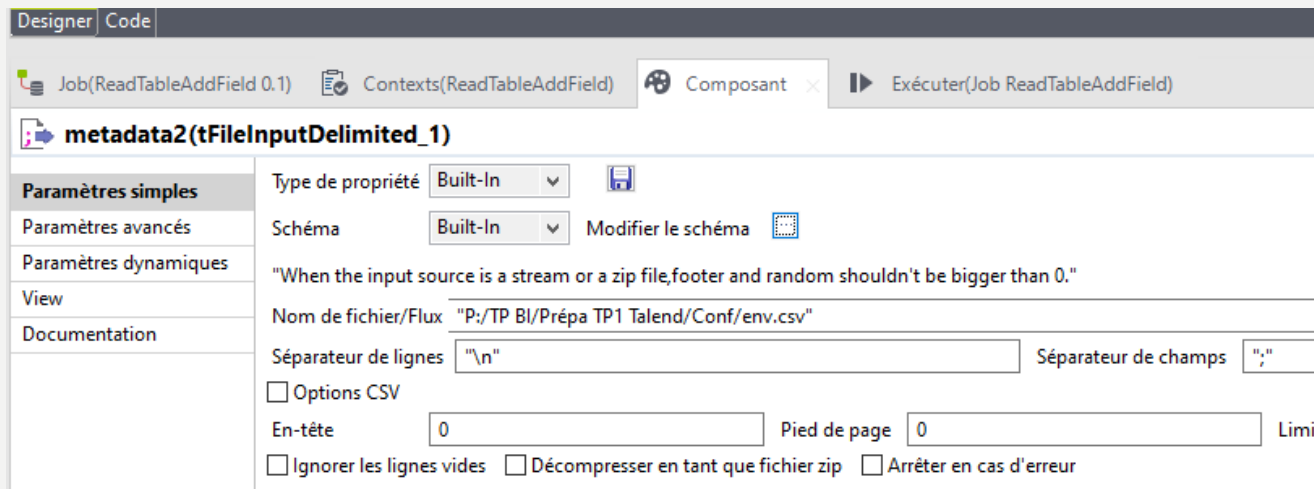 Designer Code
Job(ReadTableAddField 0.1) Contexts(ReadTableAddField) Composant Exécuter(Job ReadTableAddField)
metadata2(tFileInputDelimited_1)
Paramètres simples
Paramètres avancés
Paramètres dynamiques
View
Documentation
Type de propriété Built-In
Schéma Built-In Modifier le schéma ...
"When the input source is a stream or a zip file,footer and random shouldn't be bigger than 0."
Nom de fichier/Flux "P:/TP BI/Prépa TP1 Talend/Conf/env.csv"
Séparateur de lignes "\n" Séparateur de champs ";"
Options CSV
En-tête 0 Pied de page 0 Limi
Ignorer les lignes vides Décompresser en tant que fichier zip Arrêter en cas d'erreur